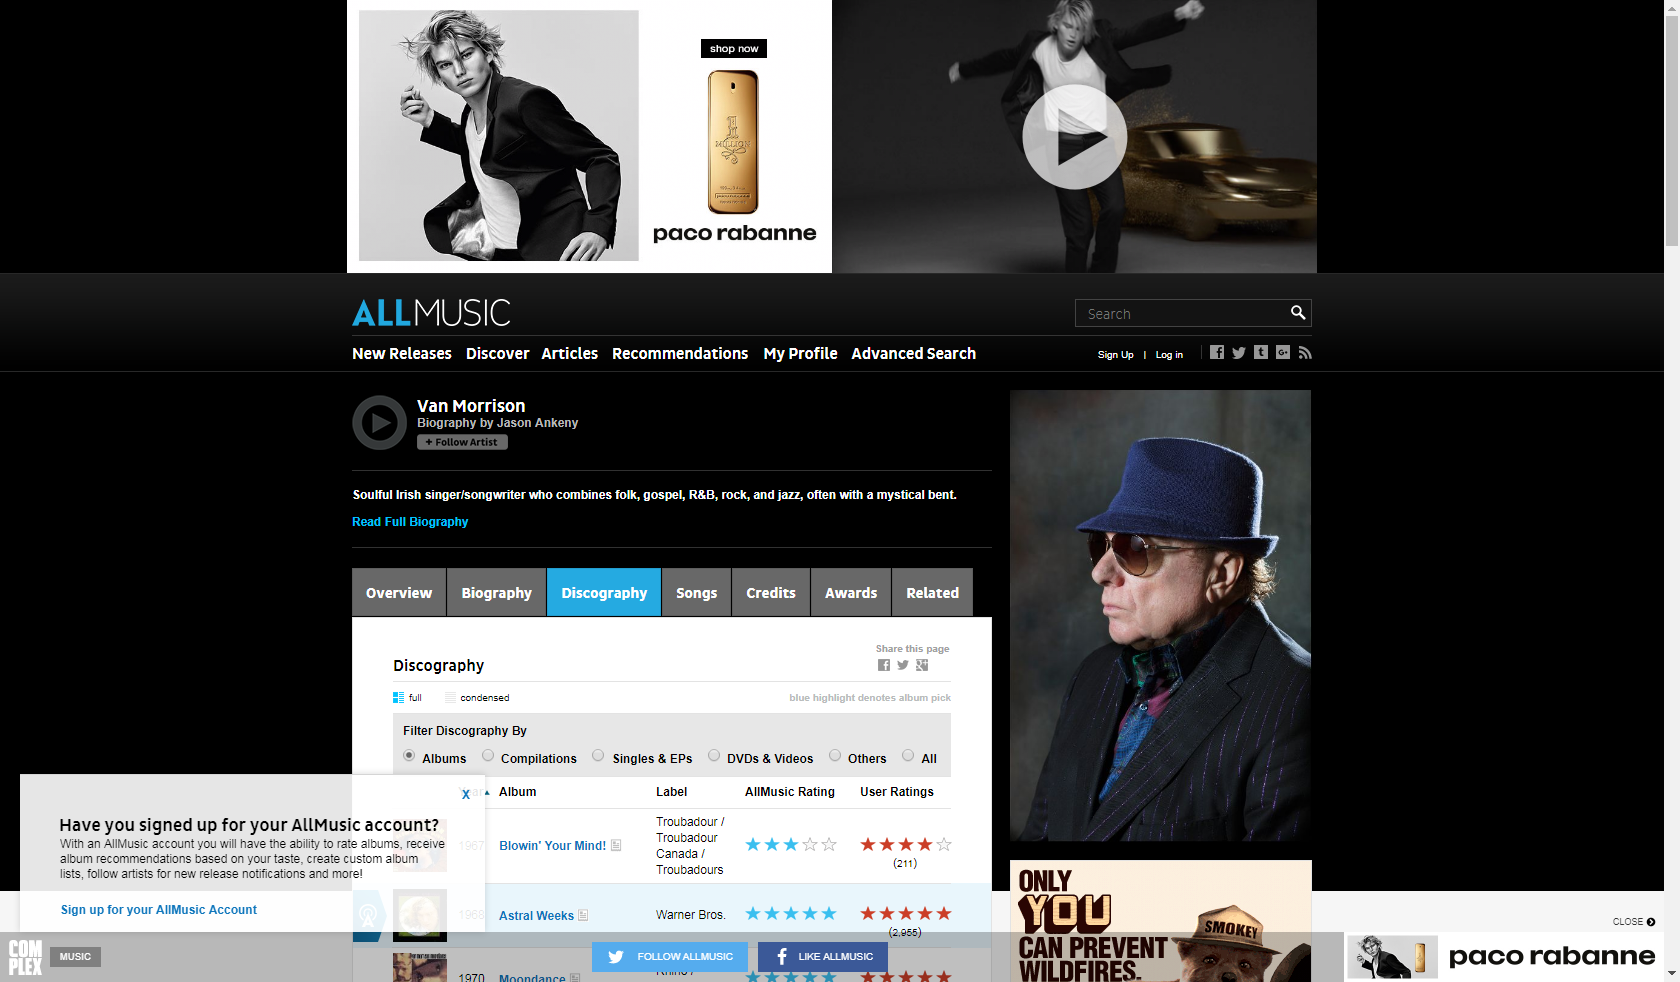 shop now
1 MILLION
paco rabanne
ALLMUSIC
Search
New Releases Discover Articles Recommendations My Profile Advanced Search
Sign Up | Log in
Van Morrison
Biography by Jason Ankeny
+ Follow Artist
Soulful Irish singer/songwriter who combines folk, gospel, R&B, rock, and jazz, often with a mystical bent.
Read Full Biography
Overview Biography Discography Songs Credits Awards Related
Share this page
Discography
full condensed blue highlight denotes album pick
Filter Discography By
Albums Compilations Singles & EPs DVDs & Videos Others All
Year Album Label AllMusic Rating User Ratings
X
Have you signed up for your AllMusic account?
With an AllMusic account you will have the ability to rate albums, receive
album recommendations based on your taste, create custom album
lists, follow artists for new release notifications and more!
Sign up for your AllMusic Account
1967 Blowin' Your Mind!
Troubadour /
Troubadour
Canada /
Troubadours
(211)
1968 Astral Weeks Warner Bros.
(2,955)
1970 Moondance
ONLY
YOU
CAN PREVENT
WILDFIRES.
SMOKEY
CLOSE
COM
PLEX
MUSIC
FOLLOW ALLMUSIC
LIKE ALLMUSIC
paco rabanne